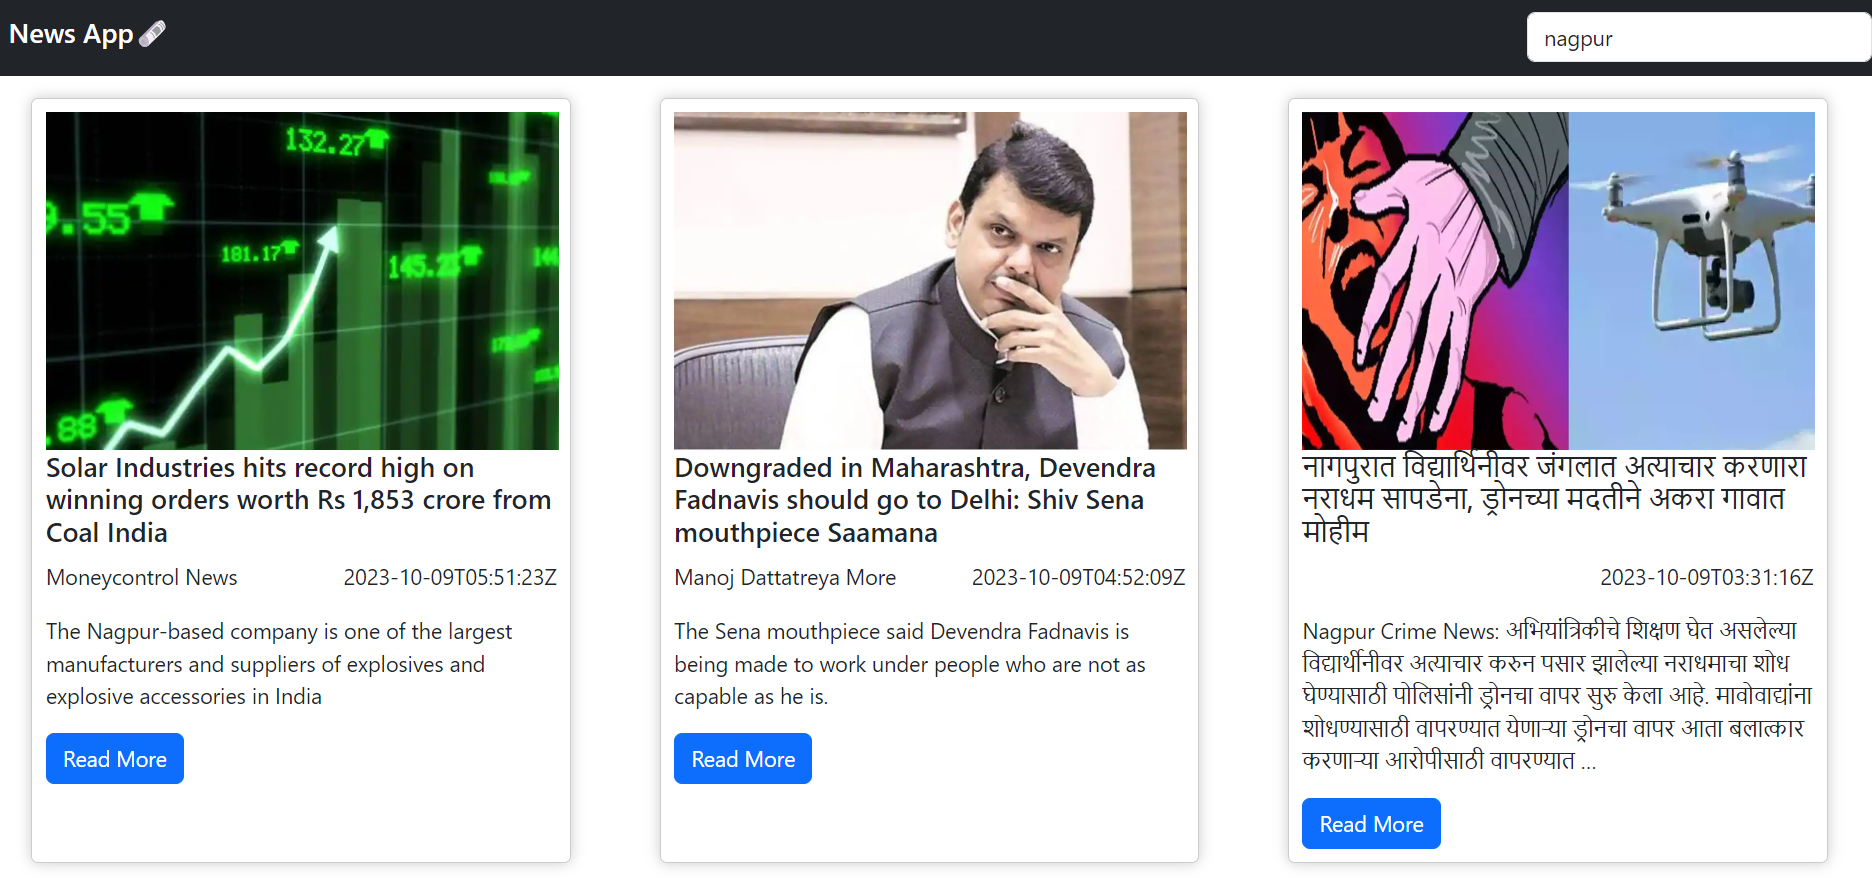 News App
nagpur
132.27
9.55
181.17
145.23
.88
Solar Industries hits record high on
winning orders worth Rs 1,853 crore from
Coal India
Moneycontrol News 2023-10-09T05:51:23Z
The Nagpur-based company is one of the largest
manufacturers and suppliers of explosives and
explosive accessories in India
Read More
Downgraded in Maharashtra, Devendra
Fadnavis should go to Delhi: Shiv Sena
mouthpiece Saamana
Manoj Dattatreya More 2023-10-09T04:52:09Z
The Sena mouthpiece said Devendra Fadnavis is
being made to work under people who are not as
capable as he is.
Read More
नागपुरात विद्यार्थिनीवर जंगलात अत्याचार करणारा
नराधम सापडेना, ड्रोनच्या मदतीने अकरा गावात
मोहीम
2023-10-09T03:31:16Z
Nagpur Crime News: अभियांत्रिकीचे शिक्षण घेत असलेल्या
विद्यार्थीनीवर अत्याचार करुन पसार झालेल्या नराधमाचा शोध
घेण्यासाठी पोलिसांनी ड्रोनचा वापर सुरु केला आहे. मावोवाद्यांना
शोधण्यासाठी वापरण्यात येणाऱ्या ड्रोनचा वापर आता बलात्कार
करणाऱ्या आरोपीसाठी वापरण्यात ...
Read More